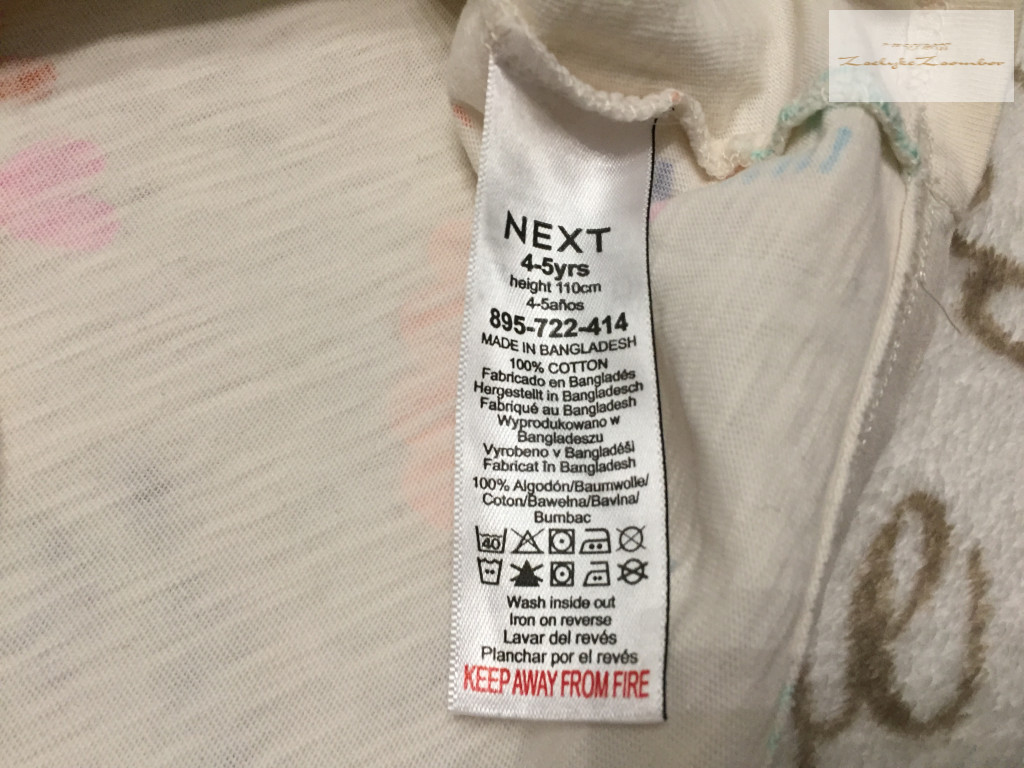 NEXT
4-5yrs
height 110cm
4-5años
895-722-414
MADE IN BANGLADESH
100% COTTON
Fabricado en Bangladés
Hergestellt in Bangladesch
Fabriqué au Bangladesh
Wyprodukowano w
Bangladeszu
Vyrobeno v Bangladéši
Fabricat în Bangladesh
100% Algodón/Baumwolle/
Coton/Bawełna/Bavlna/
Bumbac
40
Wash inside out
Iron on reverse
Lavar del revés
Planchar por el revés
KEEP AWAY FROM FIRE